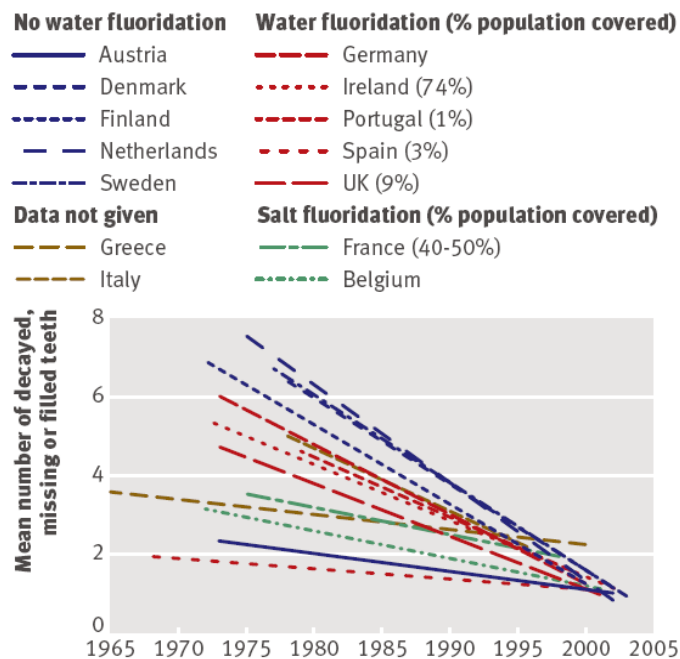 No water fluoridation
Austria
Denmark
Finland
Netherlands
Sweden
Data not given
Greece
Italy
Water fluoridation (% population covered)
Germany
Ireland (74%)
Portugal (1%)
Spain (3%)
UK (9%)
Salt fluoridation (% population covered)
France (40-50%)
Belgium
Mean number of decayed,
missing or filled teeth
8
6
4
2
0
1965 1970 1975 1980 1985 1990 1995 2000 2005